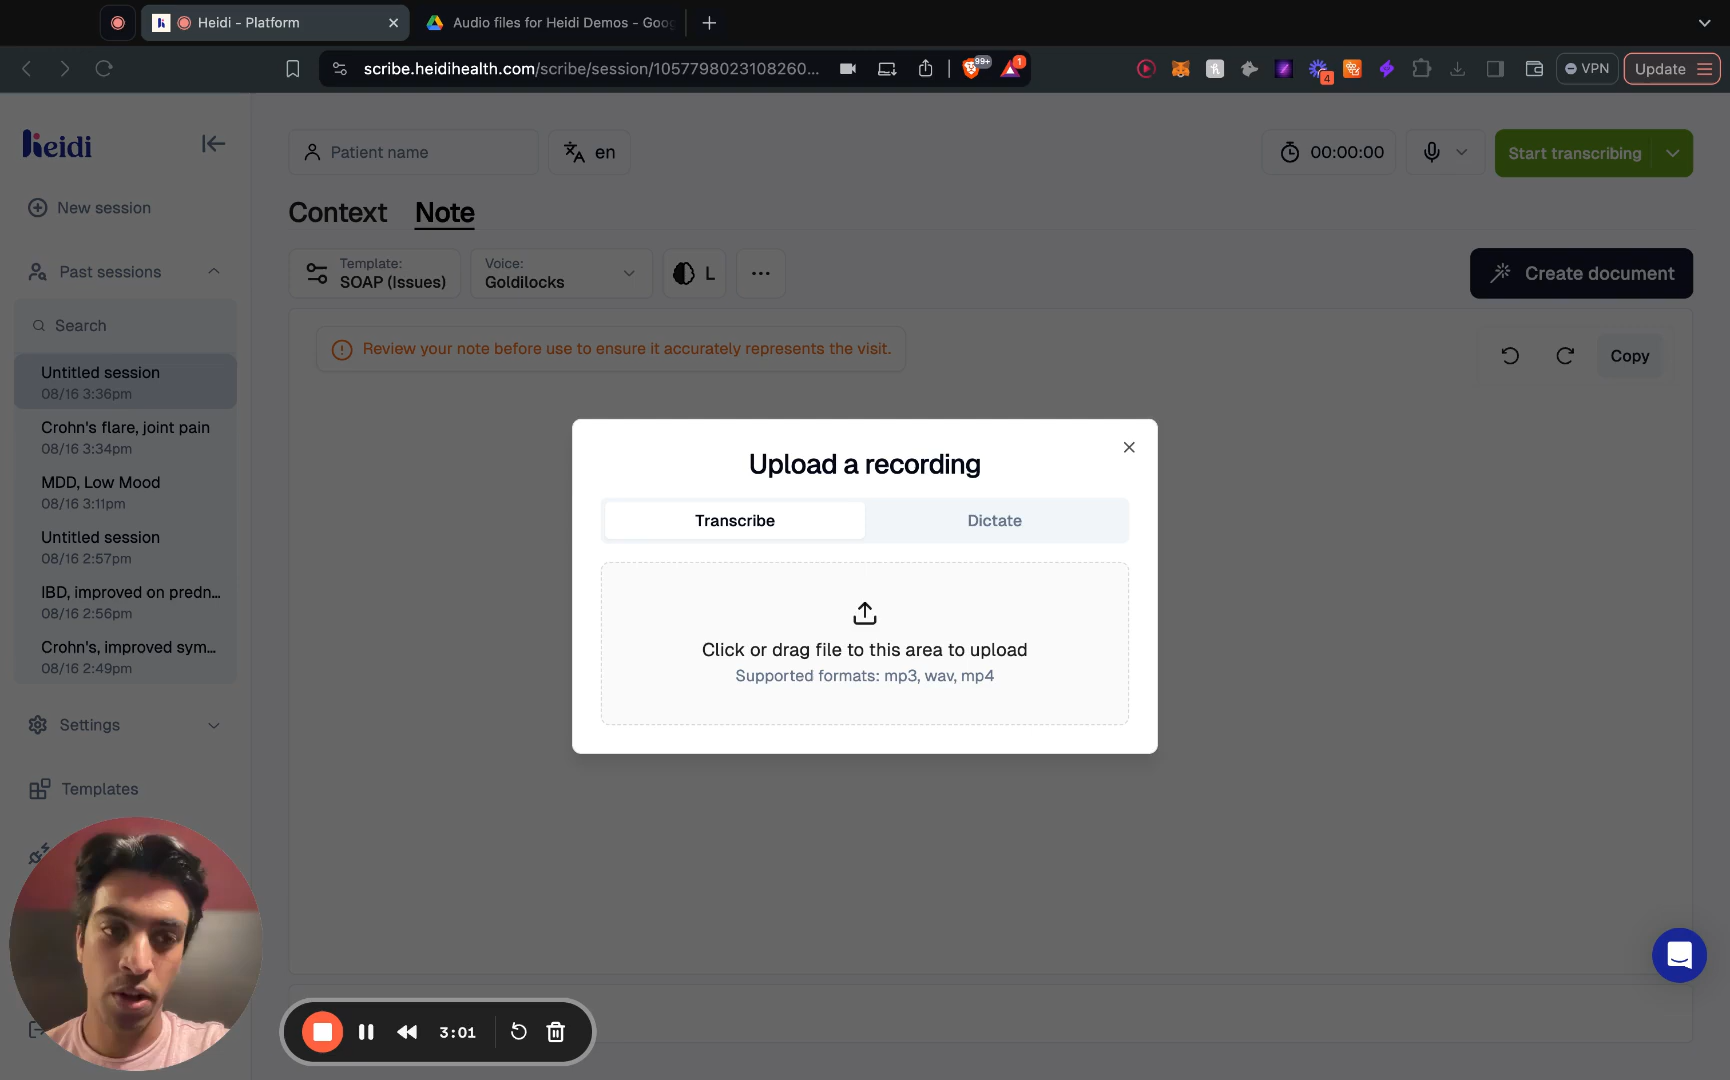 Heidi - Platform
Audio files for Heidi Demos - Goo
scribe.heidihealth.com/scribe/session/1057798023108260...
99+
1
4
VPN
Update
heidi
Patient name
en
00:00:00
Start transcribing
New session
Context
Note
Past sessions
Template:
SOAP (Issues)
Voice:
Goldilocks
L
Create document
Search
Review your note before use to ensure it accurately represents the visit.
Copy
Untitled session
08/16 3:36pm
Crohn's flare, joint pain
08/16 3:34pm
MDD, Low Mood
08/16 3:11pm
Untitled session
08/16 2:57pm
IBD, improved on predn...
08/16 2:56pm
Crohn's, improved sym...
08/16 2:49pm
Upload a recording
Transcribe
Dictate
Click or drag file to this area to upload
Supported formats: mp3, wav, mp4
Settings
Templates
3:01